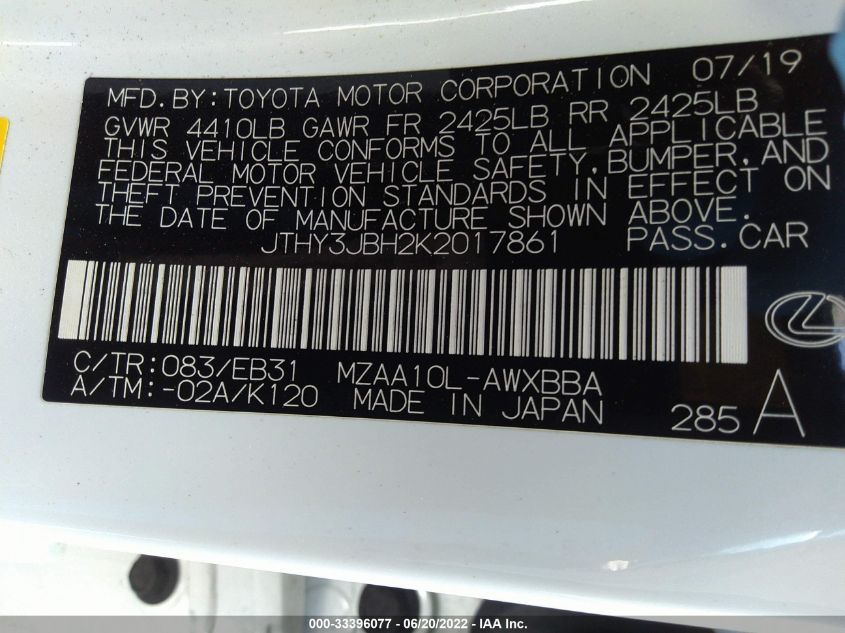 MFD.BY:TOYOTA MOTOR CORPORATION 07/19
GVWR 4410LB GAWR FR 2425LB RR 2425LB
THIS VEHICLE CONFORMS TO ALL APPLICABLE
FEDERAL MOTOR VEHICLE SAFETY,BUMPER,AND
THEFT PREVENTION STANDARDS IN EFFECT ON
THE DATE OF MANUFACTURE SHOWN ABOVE.
JTHY3JBH2K2017861 PASS.CAR
C/TR:083/EB31 MZAA10L-AWXBBA
A/TM:-02A/K120 MADE IN JAPAN 285 A
000-33396077 - 06/20/2022 - IAA Inc.